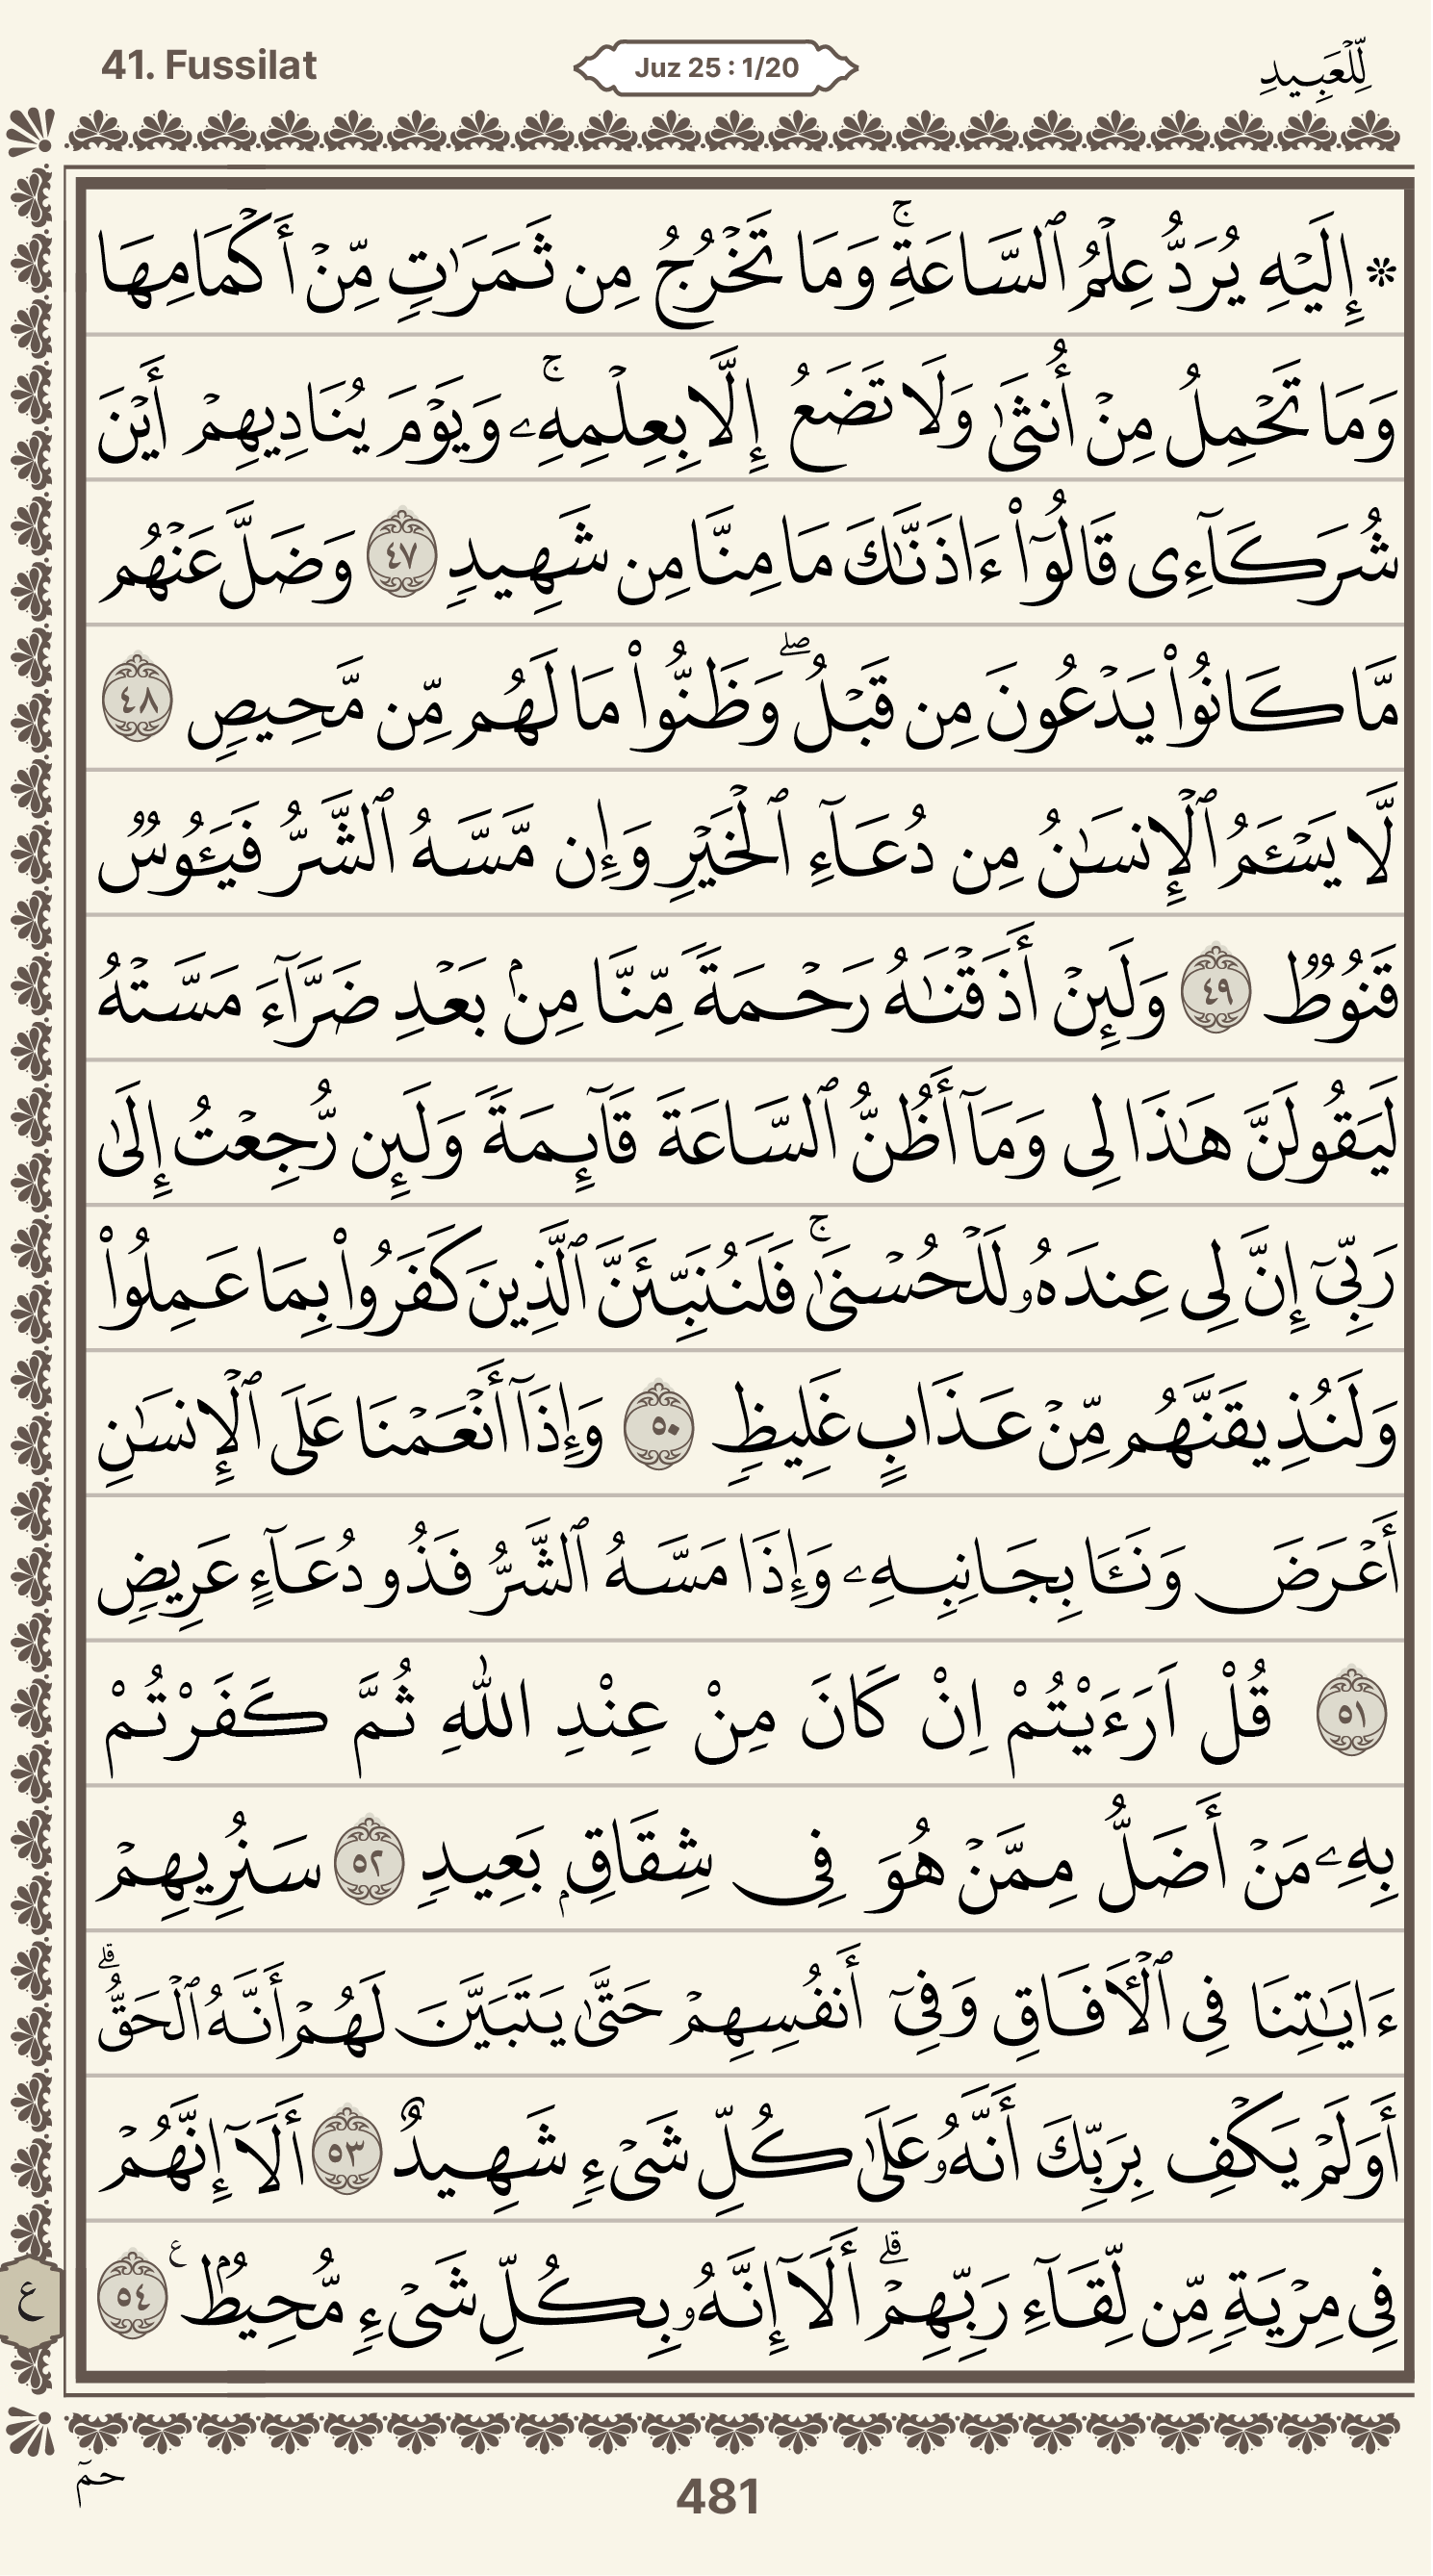 41. Fussilat
Juz 25 : 1/20
لِّلْعَبِيدِ
۞ إِلَيْهِ يُرَدُّ عِلْمُ ٱلسَّاعَةِۚ وَمَا تَخْرُجُ مِن ثَمَرَٰتٍ مِّنْ أَكْمَامِهَا
وَمَا تَحْمِلُ مِنْ أُنثَىٰ وَلَا تَضَعُ إِلَّا بِعِلْمِهِۦۚ وَيَوْمَ يُنَادِيهِمْ أَيْنَ
شُرَكَآءِى قَالُوٓا۟ ءَاذَنَّٰكَ مَا مِنَّا مِن شَهِيدٍ ٤٧ وَضَلَّ عَنْهُم
مَّا كَانُوا۟ يَدْعُونَ مِن قَبْلُۖ وَظَنُّوا۟ مَا لَهُم مِّن مَّحِيصٍ ٤٨
لَّا يَسْـَٔمُ ٱلْإِنسَٰنُ مِن دُعَآءِ ٱلْخَيْرِ وَإِن مَّسَّهُ ٱلشَّرُّ فَيَـُٔوسٌ
قَنُوطٌ ٤٩ وَلَئِنْ أَذَقْنَٰهُ رَحْمَةً مِّنَّا مِنۢ بَعْدِ ضَرَّآءَ مَسَّتْهُ
لَيَقُولَنَّ هَٰذَا لِى وَمَآ أَظُنُّ ٱلسَّاعَةَ قَآئِمَةً وَلَئِن رُّجِعْتُ إِلَىٰ
رَبِّىٓ إِنَّ لِى عِندَهُۥ لَلْحُسْنَىٰۚ فَلَنُنَبِّئَنَّ ٱلَّذِينَ كَفَرُوا۟ بِمَا عَمِلُوا۟
وَلَنُذِيقَنَّهُم مِّنْ عَذَابٍ غَلِيظٍ ٥٠ وَإِذَآ أَنْعَمْنَا عَلَى ٱلْإِنسَٰنِ
أَعْرَضَ وَنَـَٔا بِجَانِبِهِۦ وَإِذَا مَسَّهُ ٱلشَّرُّ فَذُو دُعَآءٍ عَرِيضٍ
٥١ قُلْ اَرَءَيْتُمْ اِنْ كَانَ مِنْ عِنْدِ اللّٰهِ ثُمَّ كَفَرْتُمْ
بِهِۦ مَنْ أَضَلُّ مِمَّنْ هُوَ فِى شِقَاقٍۭ بَعِيدٍ ٥٢ سَنُرِيهِمْ
ءَايَٰتِنَا فِى ٱلْـَٔافَاقِ وَفِىٓ أَنفُسِهِمْ حَتَّىٰ يَتَبَيَّنَ لَهُمْ أَنَّهُ ٱلْحَقُّۗ
أَوَلَمْ يَكْفِ بِرَبِّكَ أَنَّهُۥ عَلَىٰ كُلِّ شَىْءٍ شَهِيدٌ ٥٣ أَلَآ إِنَّهُمْ
فِى مِرْيَةٍ مِّن لِّقَآءِ رَبِّهِمْۗ أَلَآ إِنَّهُۥ بِكُلِّ شَىْءٍ مُّحِيطٌۢ ع ٥٤
ع
حمٓ
481